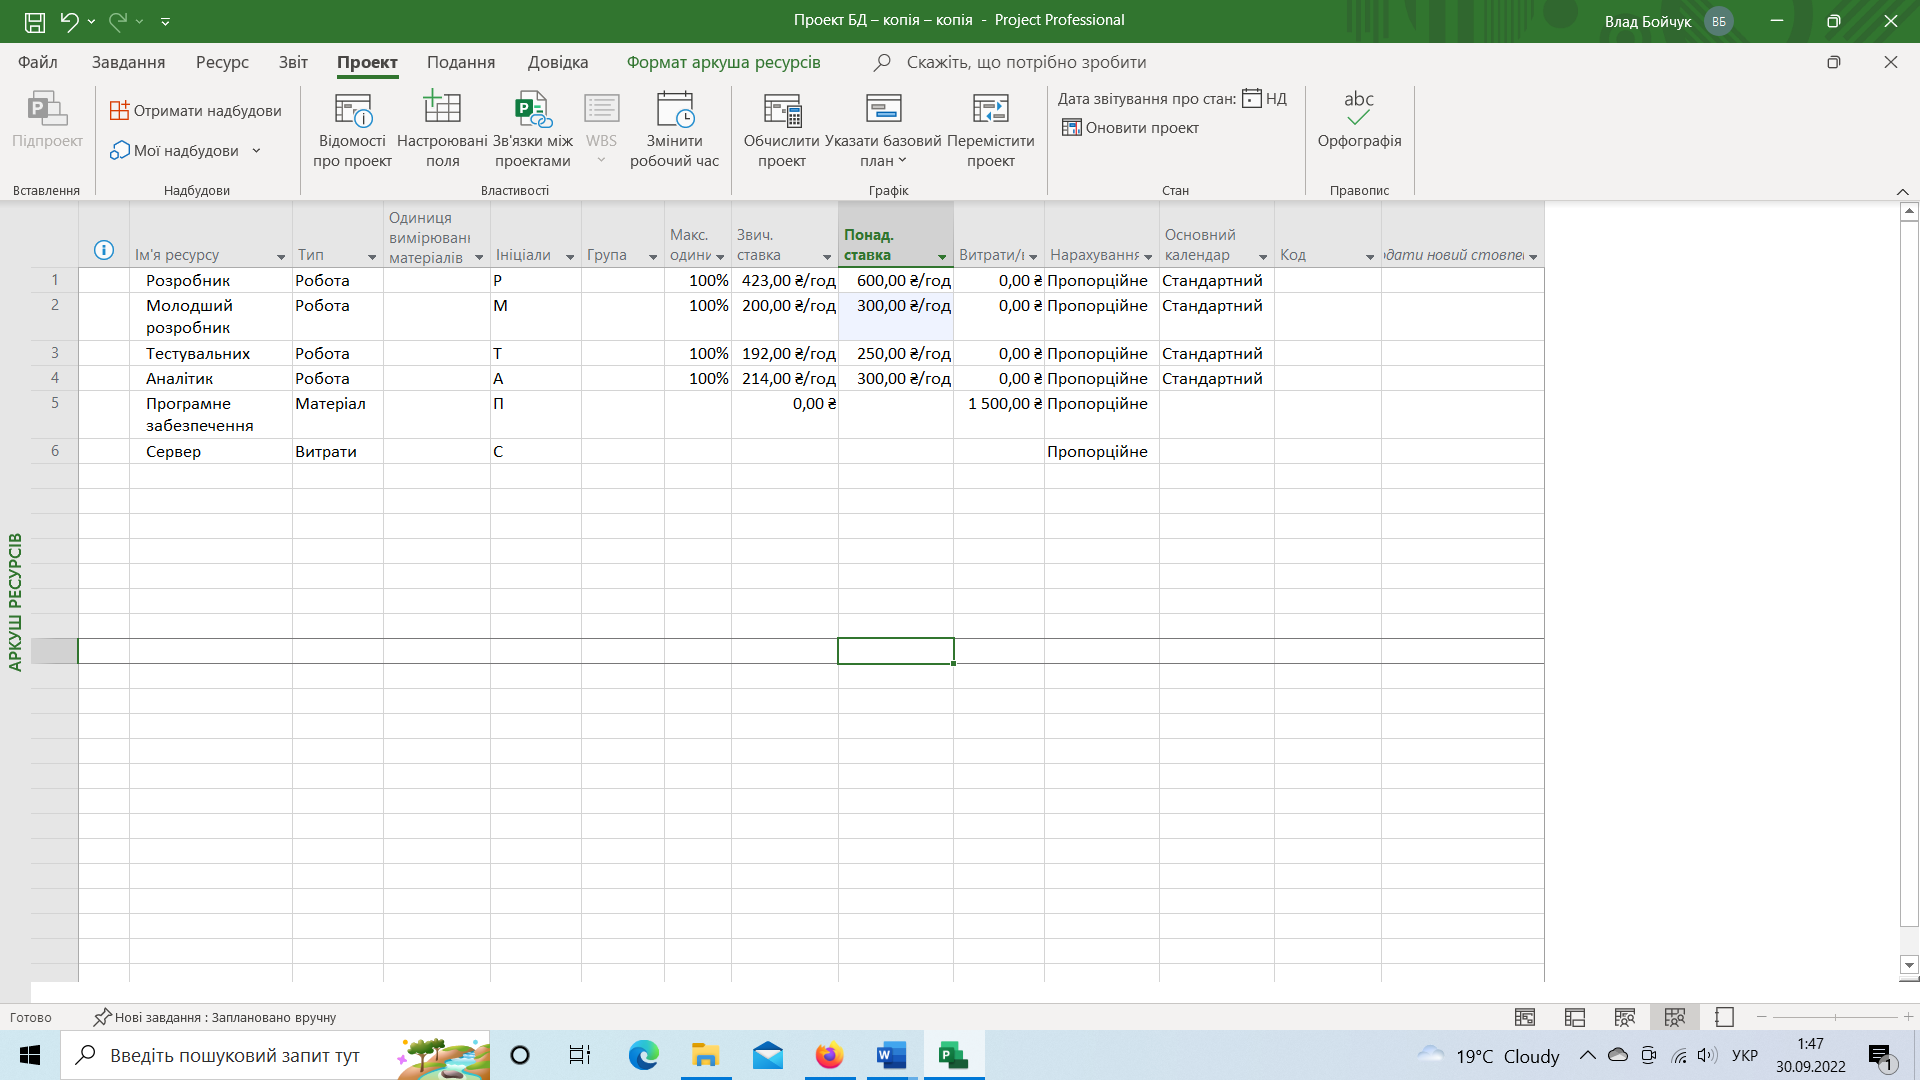 Проект БД – копія – копія - Project Professional
Влад Бойчук ВБ
Файл Завдання Ресурс Звіт Проект Подання Довідка Формат аркуша ресурсів Скажіть, що потрібно зробити
Підпроект
Вставлення
Отримати надбудови
Мої надбудови
Надбудови
Відомості про проект
Настроювані поля
Зв'язки між проектами
WBS
Змінити робочий час
Властивості
Обчислити проект
Указати базовий план
Перемістити проект
Графік
Дата звітування про стан: НД
Оновити проект
Стан
abc
Орфографія
Правопис
Ім'я ресурсу Тип Одиниця вимірюванн матеріалів Ініціали Група Макс. одини Звич. ставка Понад. ставка Витрати/в Нарахування Основний календар Код одати новий стовпец
1 Розробник Робота Р 100% 423,00 ₴/год 600,00 ₴/год 0,00 ₴ Пропорційне Стандартний
2 Молодший розробник Робота М 100% 200,00 ₴/год 300,00 ₴/год 0,00 ₴ Пропорційне Стандартний
3 Тестувальних Робота Т 100% 192,00 ₴/год 250,00 ₴/год 0,00 ₴ Пропорційне Стандартний
4 Аналітик Робота А 100% 214,00 ₴/год 300,00 ₴/год 0,00 ₴ Пропорційне Стандартний
5 Програмне забезпечення Матеріал П 0,00 ₴ 1 500,00 ₴ Пропорційне
6 Сервер Витрати С Пропорційне
АРКУШ РЕСУРСІВ
Готово Нові завдання : Заплановано вручну
Введіть пошуковий запит тут
19°C Cloudy
УКР
1:47
30.09.2022
1